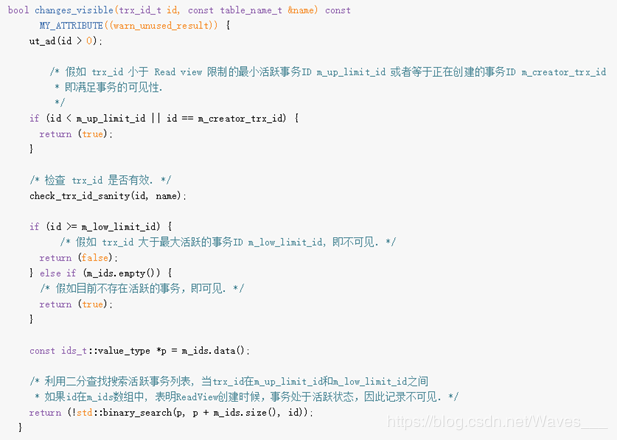 bool changes_visible(trx_id_t id, const table_name_t &name) const
MY_ATTRIBUTE((warn_unused_result)) {
ut_ad(id > 0);
/* 假如 trx_id 小于 Read view 限制的最小活跃事务ID m_up_limit_id 或者等于正在创建的事务ID m_creator_trx_id
* 即满足事务的可见性.
*/
if (id < m_up_limit_id || id == m_creator_trx_id) {
return (true);
}
/* 检查 trx_id 是否有效. */
check_trx_id_sanity(id, name);
if (id >= m_low_limit_id) {
/* 假如 trx_id 大于最大活跃的事务ID m_low_limit_id, 即不可见. */
return (false);
} else if (m_ids.empty()) {
/* 假如目前不存在活跃的事务，即可见. */
return (true);
}
const ids_t::value_type *p = m_ids.data();
/* 利用二分查找搜索活跃事务列表，当trx_id在m_up_limit_id和m_low_limit_id之间
* 如果id在m_ids数组中, 表明ReadView创建时候，事务处于活跃状态，因此记录不可见. */
return (!std::binary_search(p, p + m_ids.size(), id));
}
https://blog.csdn.net/Waves___